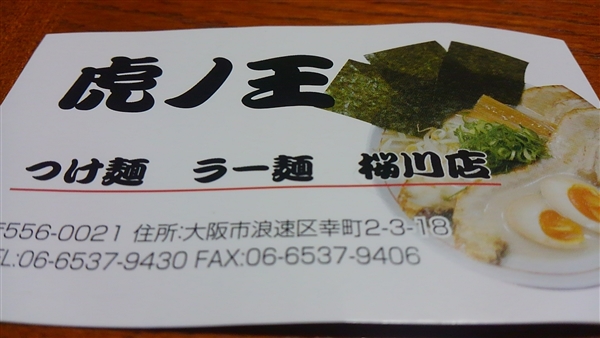 虎ノ王
つけ麺 ラー麺 桜川店
〒556-0021 住所:大阪市浪速区幸町2-3-18
TEL:06-6537-9430 FAX:06-6537-9406